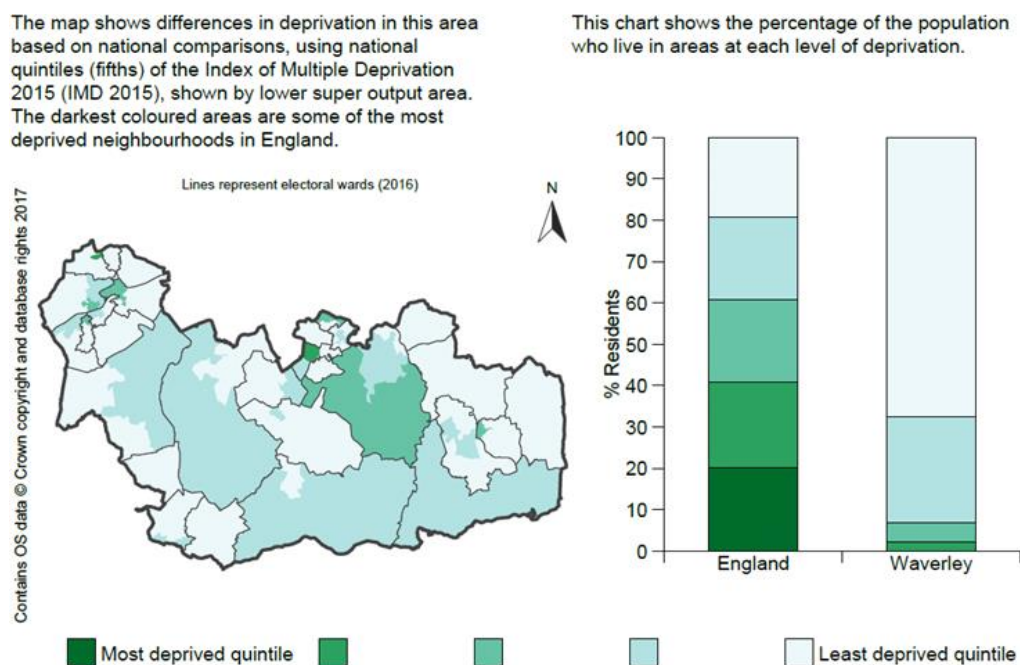 The map shows differences in deprivation in this area
based on national comparisons, using national
quintiles (fifths) of the Index of Multiple Deprivation
2015 (IMD 2015), shown by lower super output area.
The darkest coloured areas are some of the most
deprived neighbourhoods in England.
Lines represent electoral wards (2016)
N
Contains OS data © Crown copyright and database rights 2017
This chart shows the percentage of the population
who live in areas at each level of deprivation.
% Residents
100
90
80
70
60
50
40
30
20
10
0
England
Waverley
Most deprived quintile
Least deprived quintile